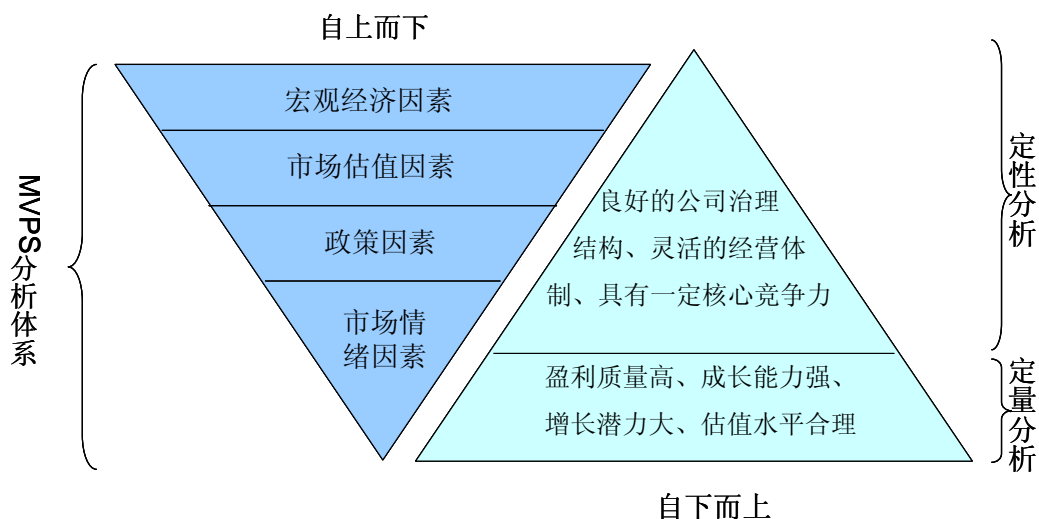 自上而下
MVPS分析体系
宏观经济因素
市场估值因素
政策因素
市场情
绪因素
良好的公司治理
结构、灵活的经营体
制、具有一定核心竞争力
盈利质量高、成长能力强、
增长潜力大、估值水平合理
定性分析
定量分析
自下而上